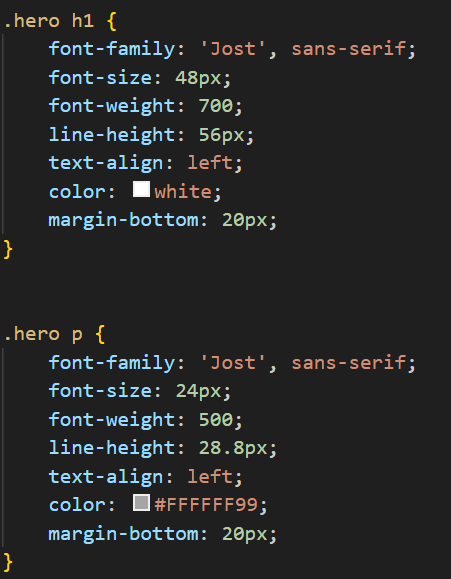 .hero h1 {
    font-family: 'Jost', sans-serif;
    font-size: 48px;
    font-weight: 700;
    line-height: 56px;
    text-align: left;
    color: white;
    margin-bottom: 20px;
}
.hero p {
    font-family: 'Jost', sans-serif;
    font-size: 24px;
    font-weight: 500;
    line-height: 28.8px;
    text-align: left;
    color: #FFFFFF99;
    margin-bottom: 20px;
}